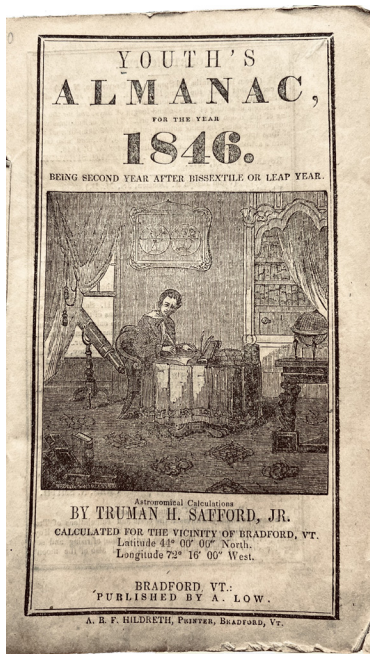 YOUTH'S
ALMANAC,
FOR THE YEAR
1846.
BEING SECOND YEAR AFTER BISSEXTILE OR LEAP YEAR.
Astronomical Calculations
BY TRUMAN H. SAFFORD, JR.
CALCULATED FOR THE VICINITY OF BRADFORD, VT.
Latitude 44° 00′ 00″ North.
Longitude 72° 16′ 00″ West.
BRADFORD, VT.:
PUBLISHED BY A. LOW.
A. B. F. HILDRETH, PRINTER, BRADFORD, VT.